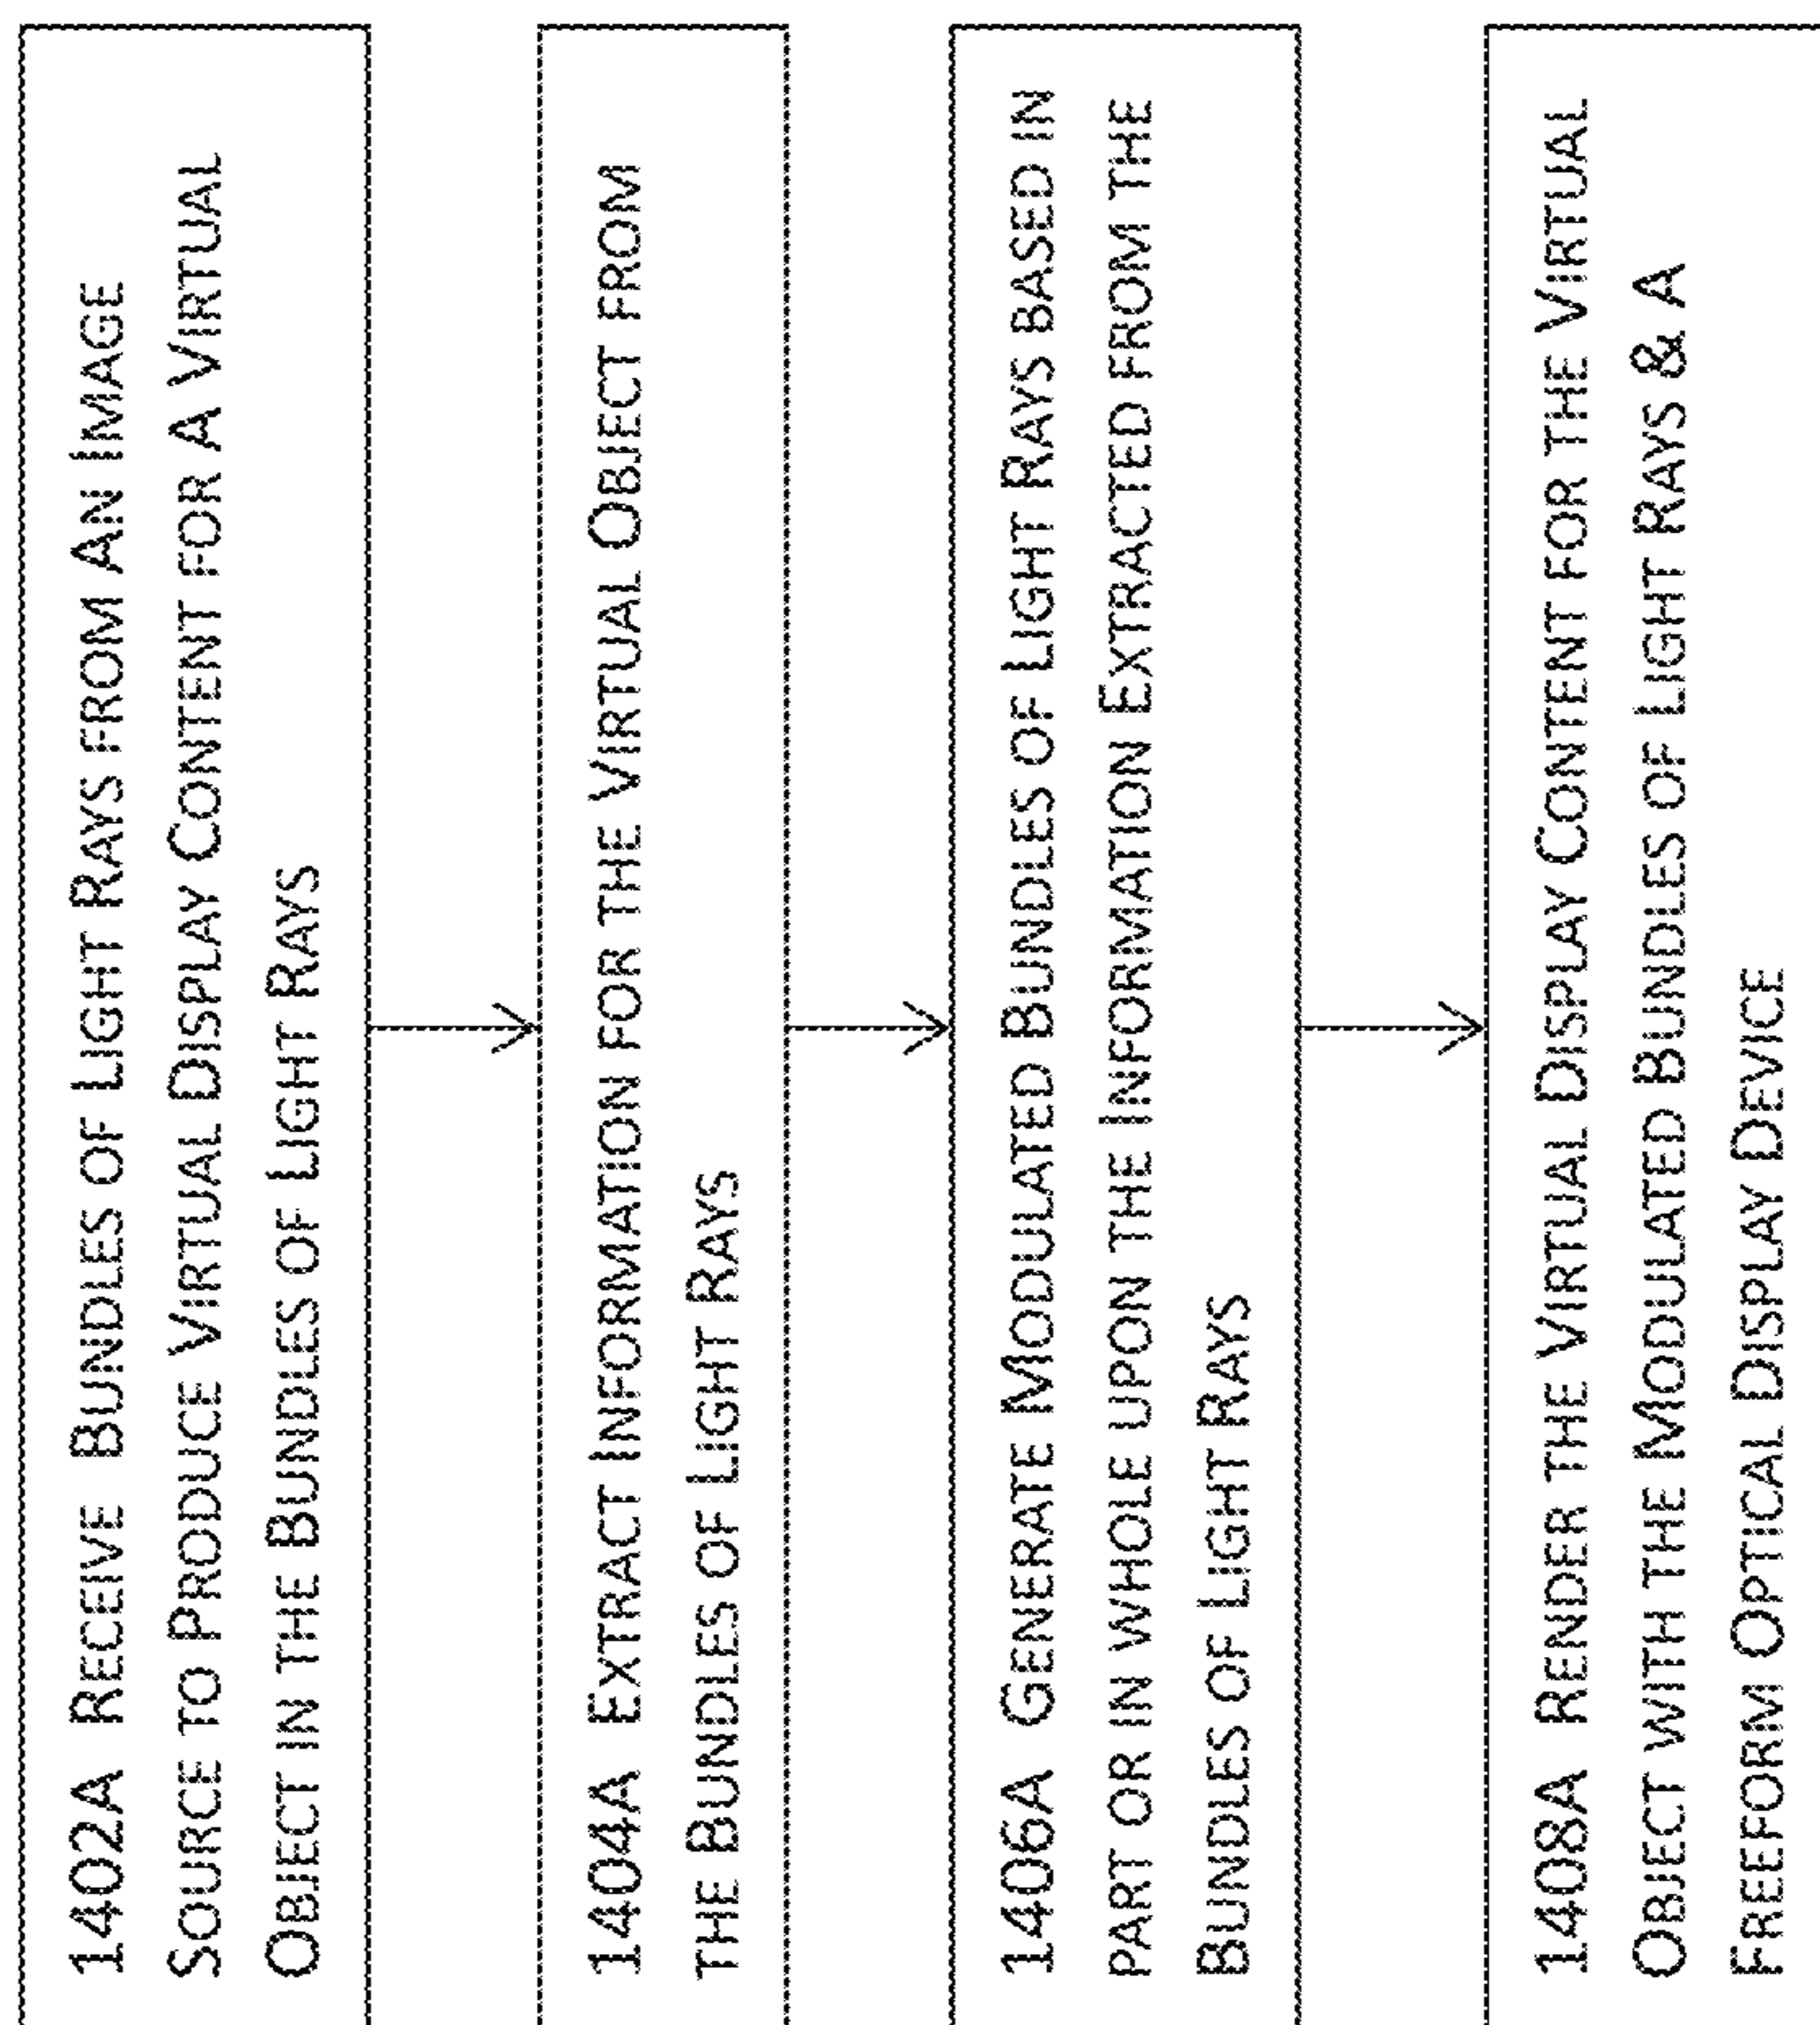 1402A RECEIVE BUNDLES OF LIGHT RAYS FROM AN IMAGE
SOURCE TO PRODUCE VIRTUAL DISPLAY CONTENT FOR A VIRTUAL
OBJECT IN THE BUNDLES OF LIGHT RAYS
1404A EXTRACT INFORMATION FOR THE VIRTUAL OBJECT FROM
THE BUNDLES OF LIGHT RAYS
1406A GENERATE MODULATED BUNDLES OF LIGHT RAYS BASED IN
PART OR IN WHOLE UPON THE INFORMATION EXTRACTED FROM THE
BUNDLES OF LIGHT RAYS
1408A RENDER THE VIRTUAL DISPLAY CONTENT FOR THE VIRTUAL
OBJECT WITH THE MODULATED BUNDLES OF LIGHT RAYS & A
FREEFORM OPTICAL DISPLAY DEVICE